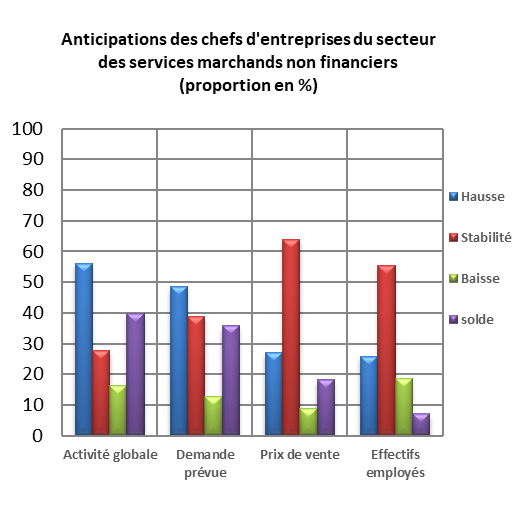 Anticipations des chefs d'entreprises du secteur
des services marchands non financiers
(proportion en %)
100
90
80
70
60
50
40
30
20
10
0
Hausse
Stabilité
Baisse
solde
Activité globale
Demande
prévue
Prix de vente
Effectifs
employés